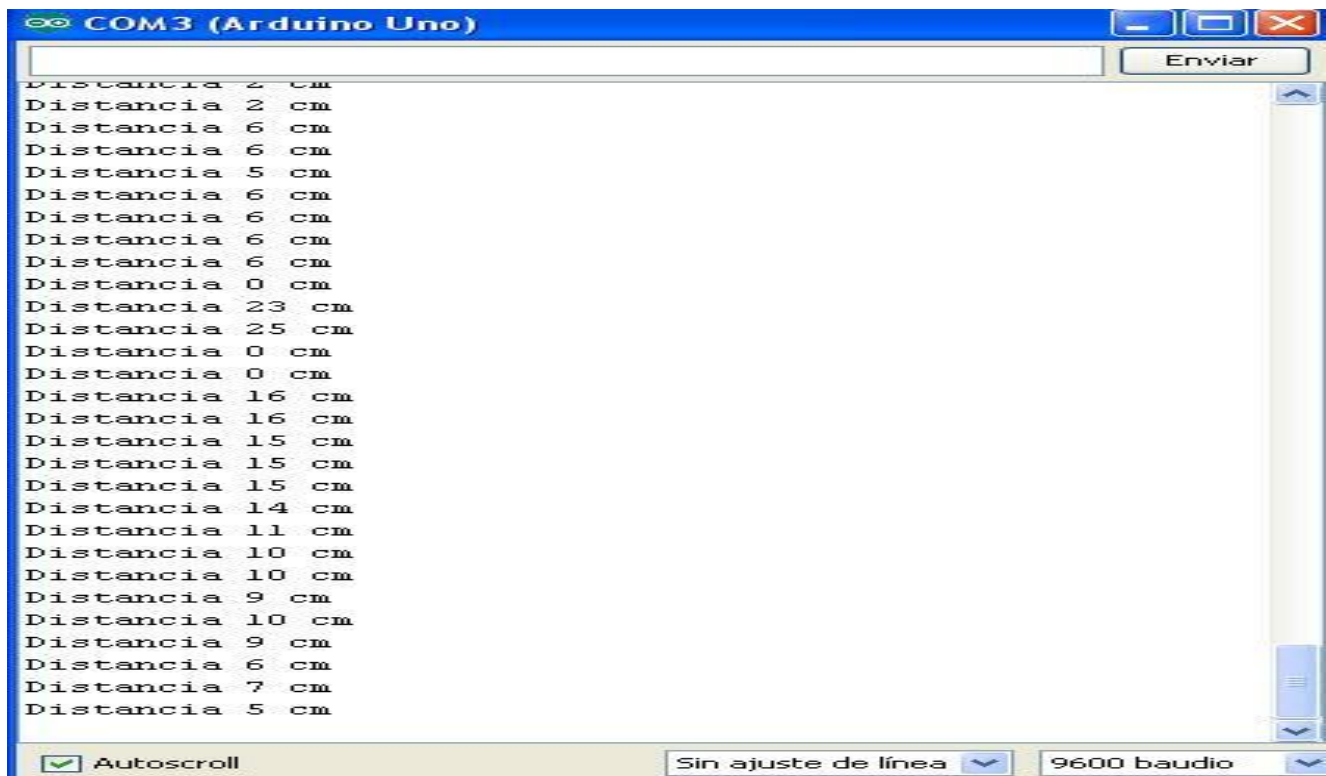 COM3 (Arduino Uno)
Enviar
Distancia 2 cm
Distancia 2 cm
Distancia 6 cm
Distancia 6 cm
Distancia 5 cm
Distancia 6 cm
Distancia 6 cm
Distancia 6 cm
Distancia 6 cm
Distancia 0 cm
Distancia 23 cm
Distancia 25 cm
Distancia 0 cm
Distancia 0 cm
Distancia 16 cm
Distancia 16 cm
Distancia 15 cm
Distancia 15 cm
Distancia 15 cm
Distancia 14 cm
Distancia 11 cm
Distancia 10 cm
Distancia 10 cm
Distancia 9 cm
Distancia 10 cm
Distancia 9 cm
Distancia 6 cm
Distancia 7 cm
Distancia 5 cm
Autoscroll
Sin ajuste de línea
9600 baudio